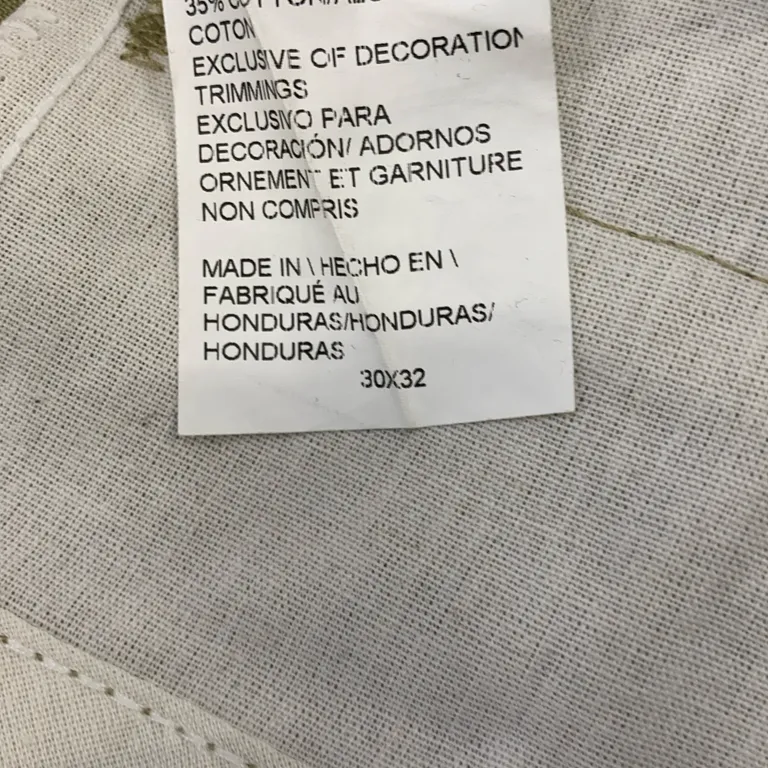 35%
COTON
EXCLUSIVE OF DECORATION
TRIMMINGS
EXCLUSIVO PARA
DECORACIÓN/ ADORNOS
ORNEMENT ET GARNITURE
NON COMPRIS
MADE IN \ HECHO EN \
FABRIQUÉ AU
HONDURAS/HONDURAS/
HONDURAS
30X32